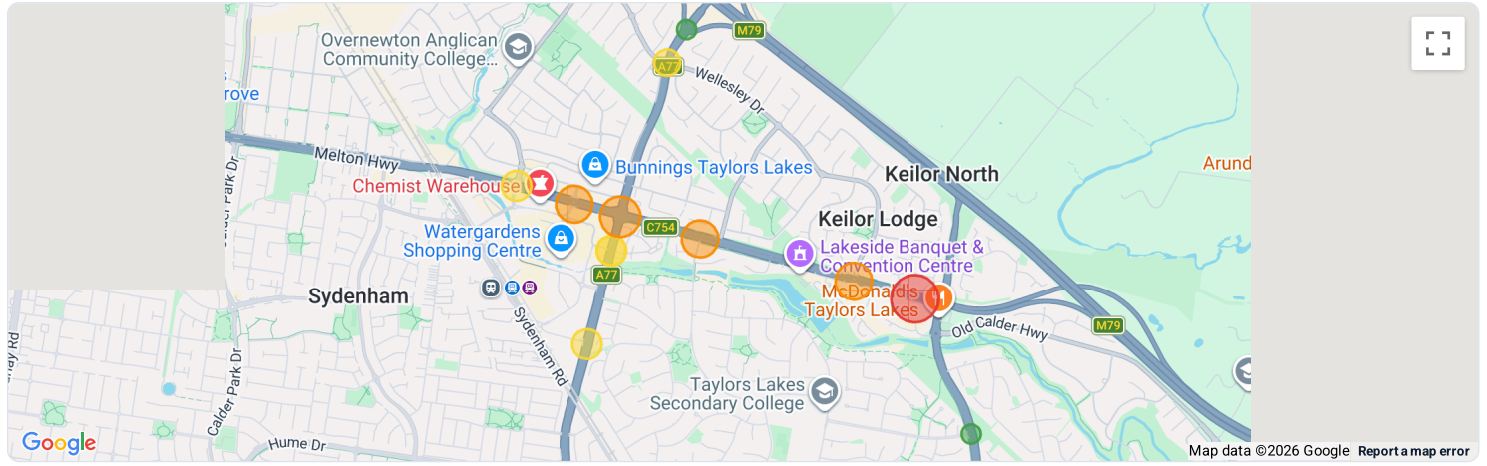 Overnewton Anglican
Community College...
M79
A77
Wellesley Dr
rove
Melton Hwy
Bunnings Taylors Lakes
Arund
Keilor North
Chemist Warehouse
Calder Park Dr
Keilor Lodge
C754
Watergardens
Shopping Centre
Lakeside Banquet &
Convention Centre
A77
McDonald's
Taylors Lakes
Sydenham
Sydenham Rd
Old Calder Hwy
M79
Calder Park Dr
Taylors Lakes
Secondary College
Hume Dr
Google
Map data ©2026 Google
Report a map error